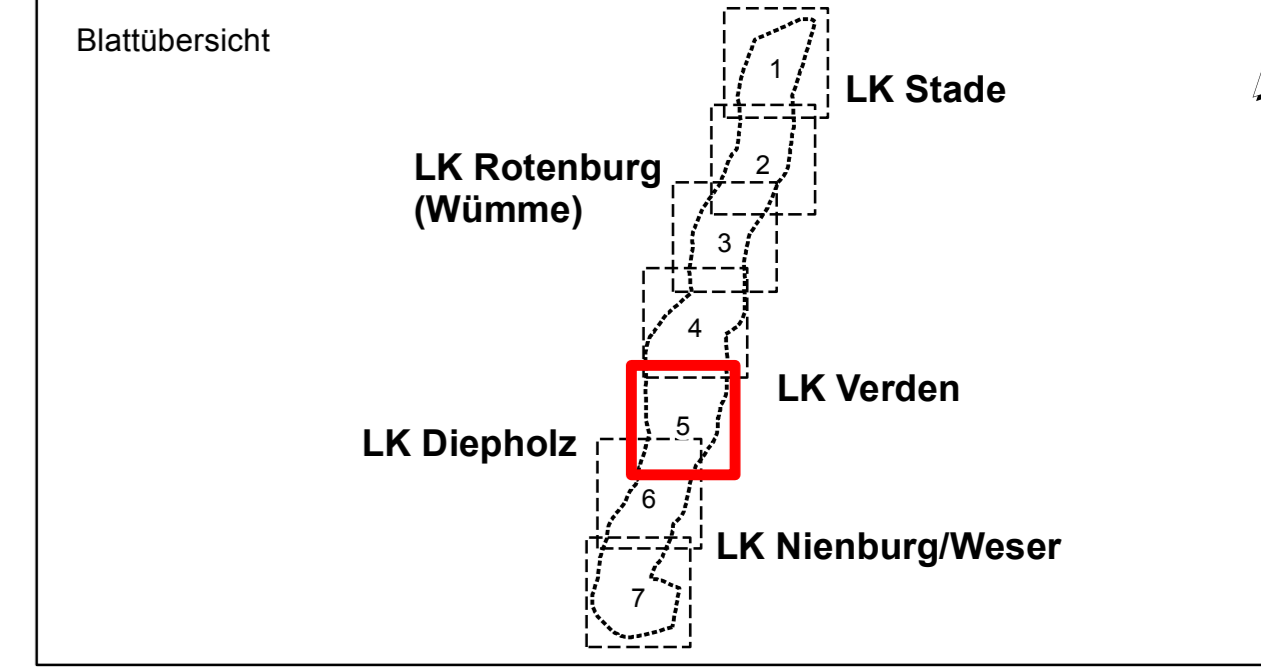 Blattübersicht
1
LK Stade
2
LK Rotenburg
(Wümme)
3
4
LK Verden
5
LK Diepholz
6
LK Nienburg/Weser
7